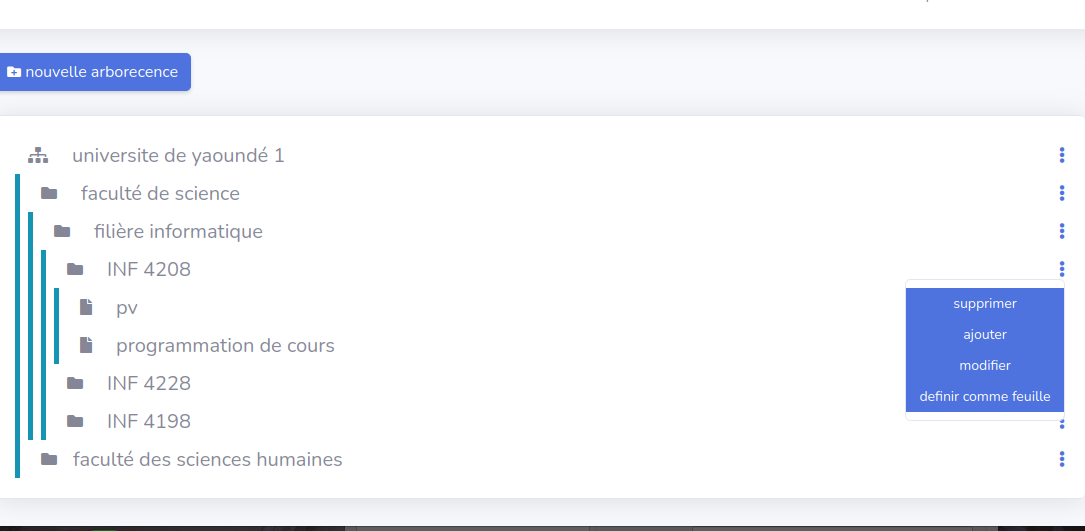 nouvelle arborecence
universite de yaoundé 1
faculté de science
filière informatique
INF 4208
pv
programmation de cours
INF 4228
INF 4198
faculté des sciences humaines
supprimer
ajouter
modifier
definir comme feuille